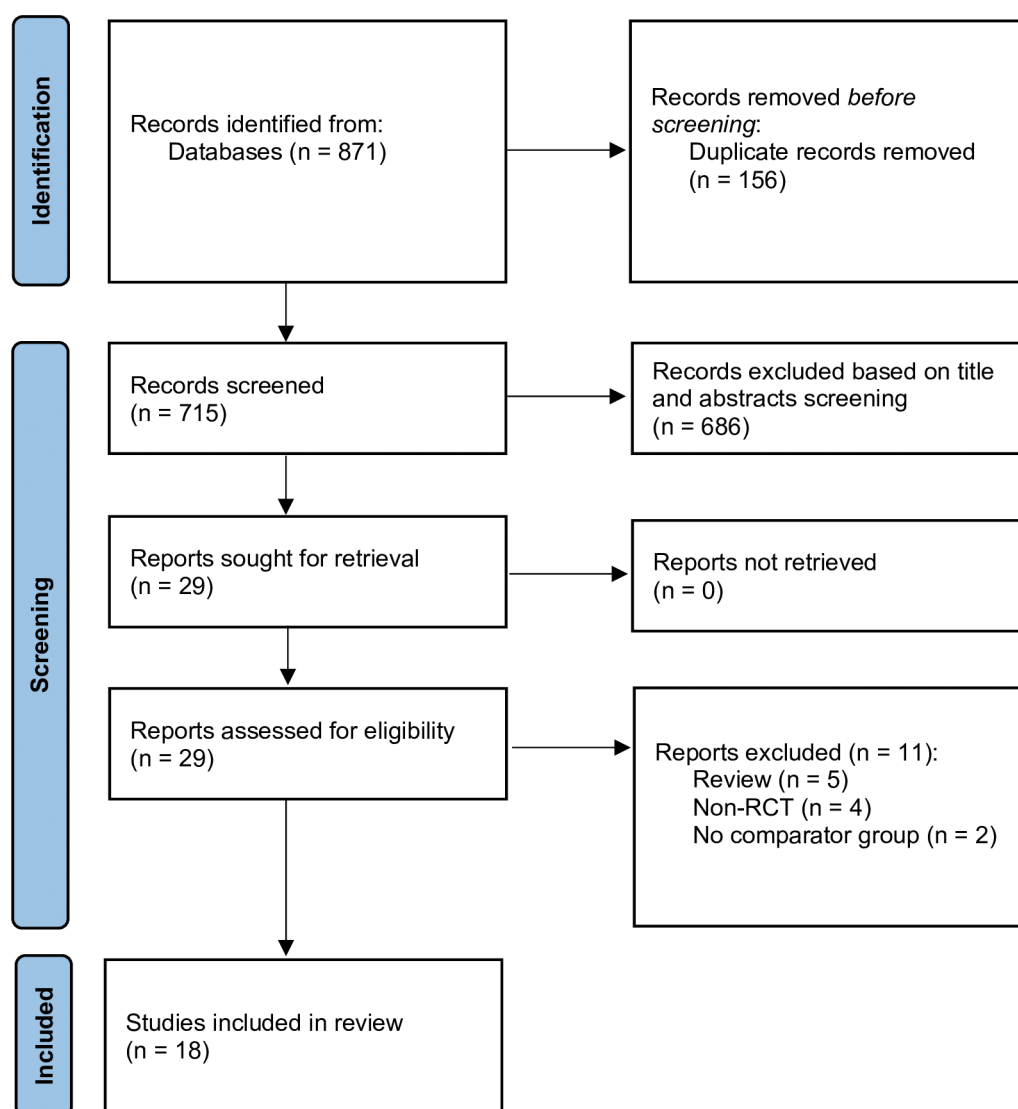 Identification
Records identified from:
Databases (n = 871)
Records removed before
screening:
Duplicate records removed
(n = 156)
Screening
Records screened
(n = 715)
Records excluded based on title
and abstracts screening
(n = 686)
Reports sought for retrieval
(n = 29)
Reports not retrieved
(n = 0)
Reports assessed for eligibility
(n = 29)
Reports excluded (n = 11):
Review (n = 5)
Non-RCT (n = 4)
No comparator group (n = 2)
Included
Studies included in review
(n = 18)